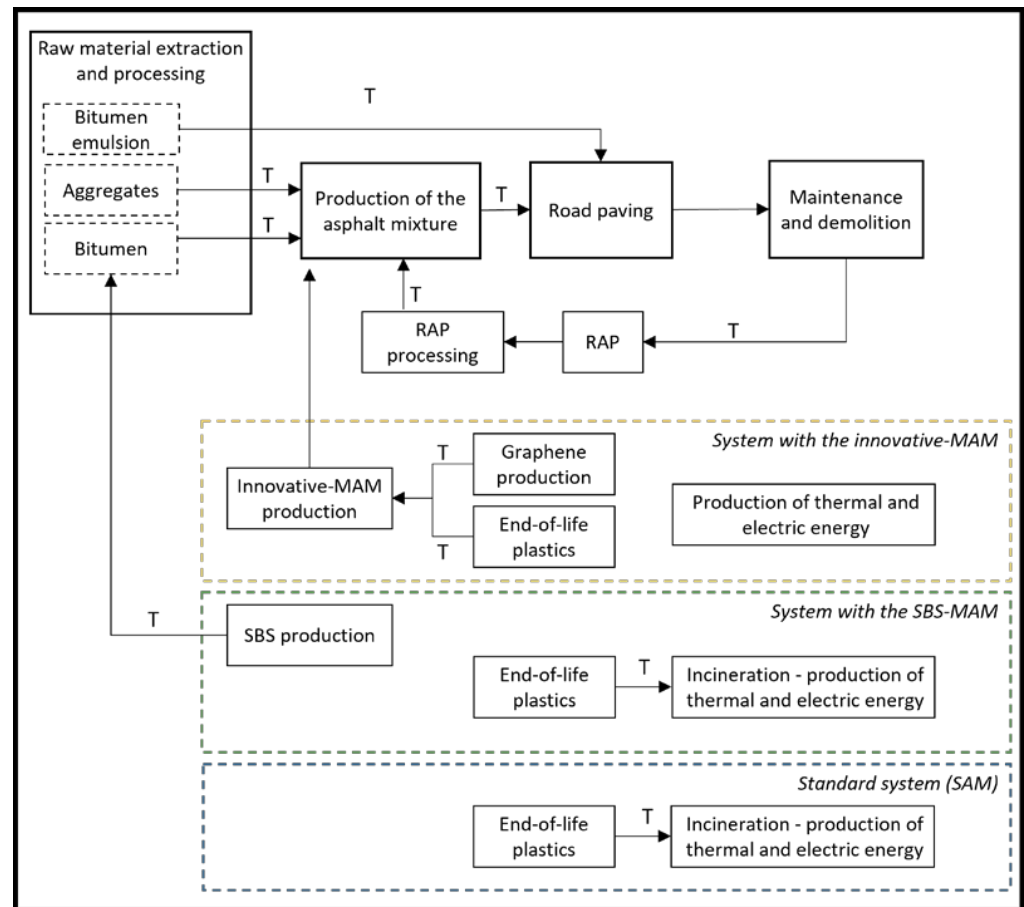 Raw material extraction
and processing
T
Bitumen
emulsion
Aggregates
T
Production of the
asphalt mixture
T
Road paving
Maintenance
and demolition
Bitumen
T
T
RAP
processing
RAP
T
System with the innovative-MAM
T
Graphene
production
Innovative-MAM
production
Production of thermal and
electric energy
End-of-life
plastics
T
System with the SBS-MAM
T
SBS production
End-of-life
plastics
T
Incineration - production of
thermal and electric energy
Standard system (SAM)
End-of-life
plastics
T
Incineration - production of
thermal and electric energy